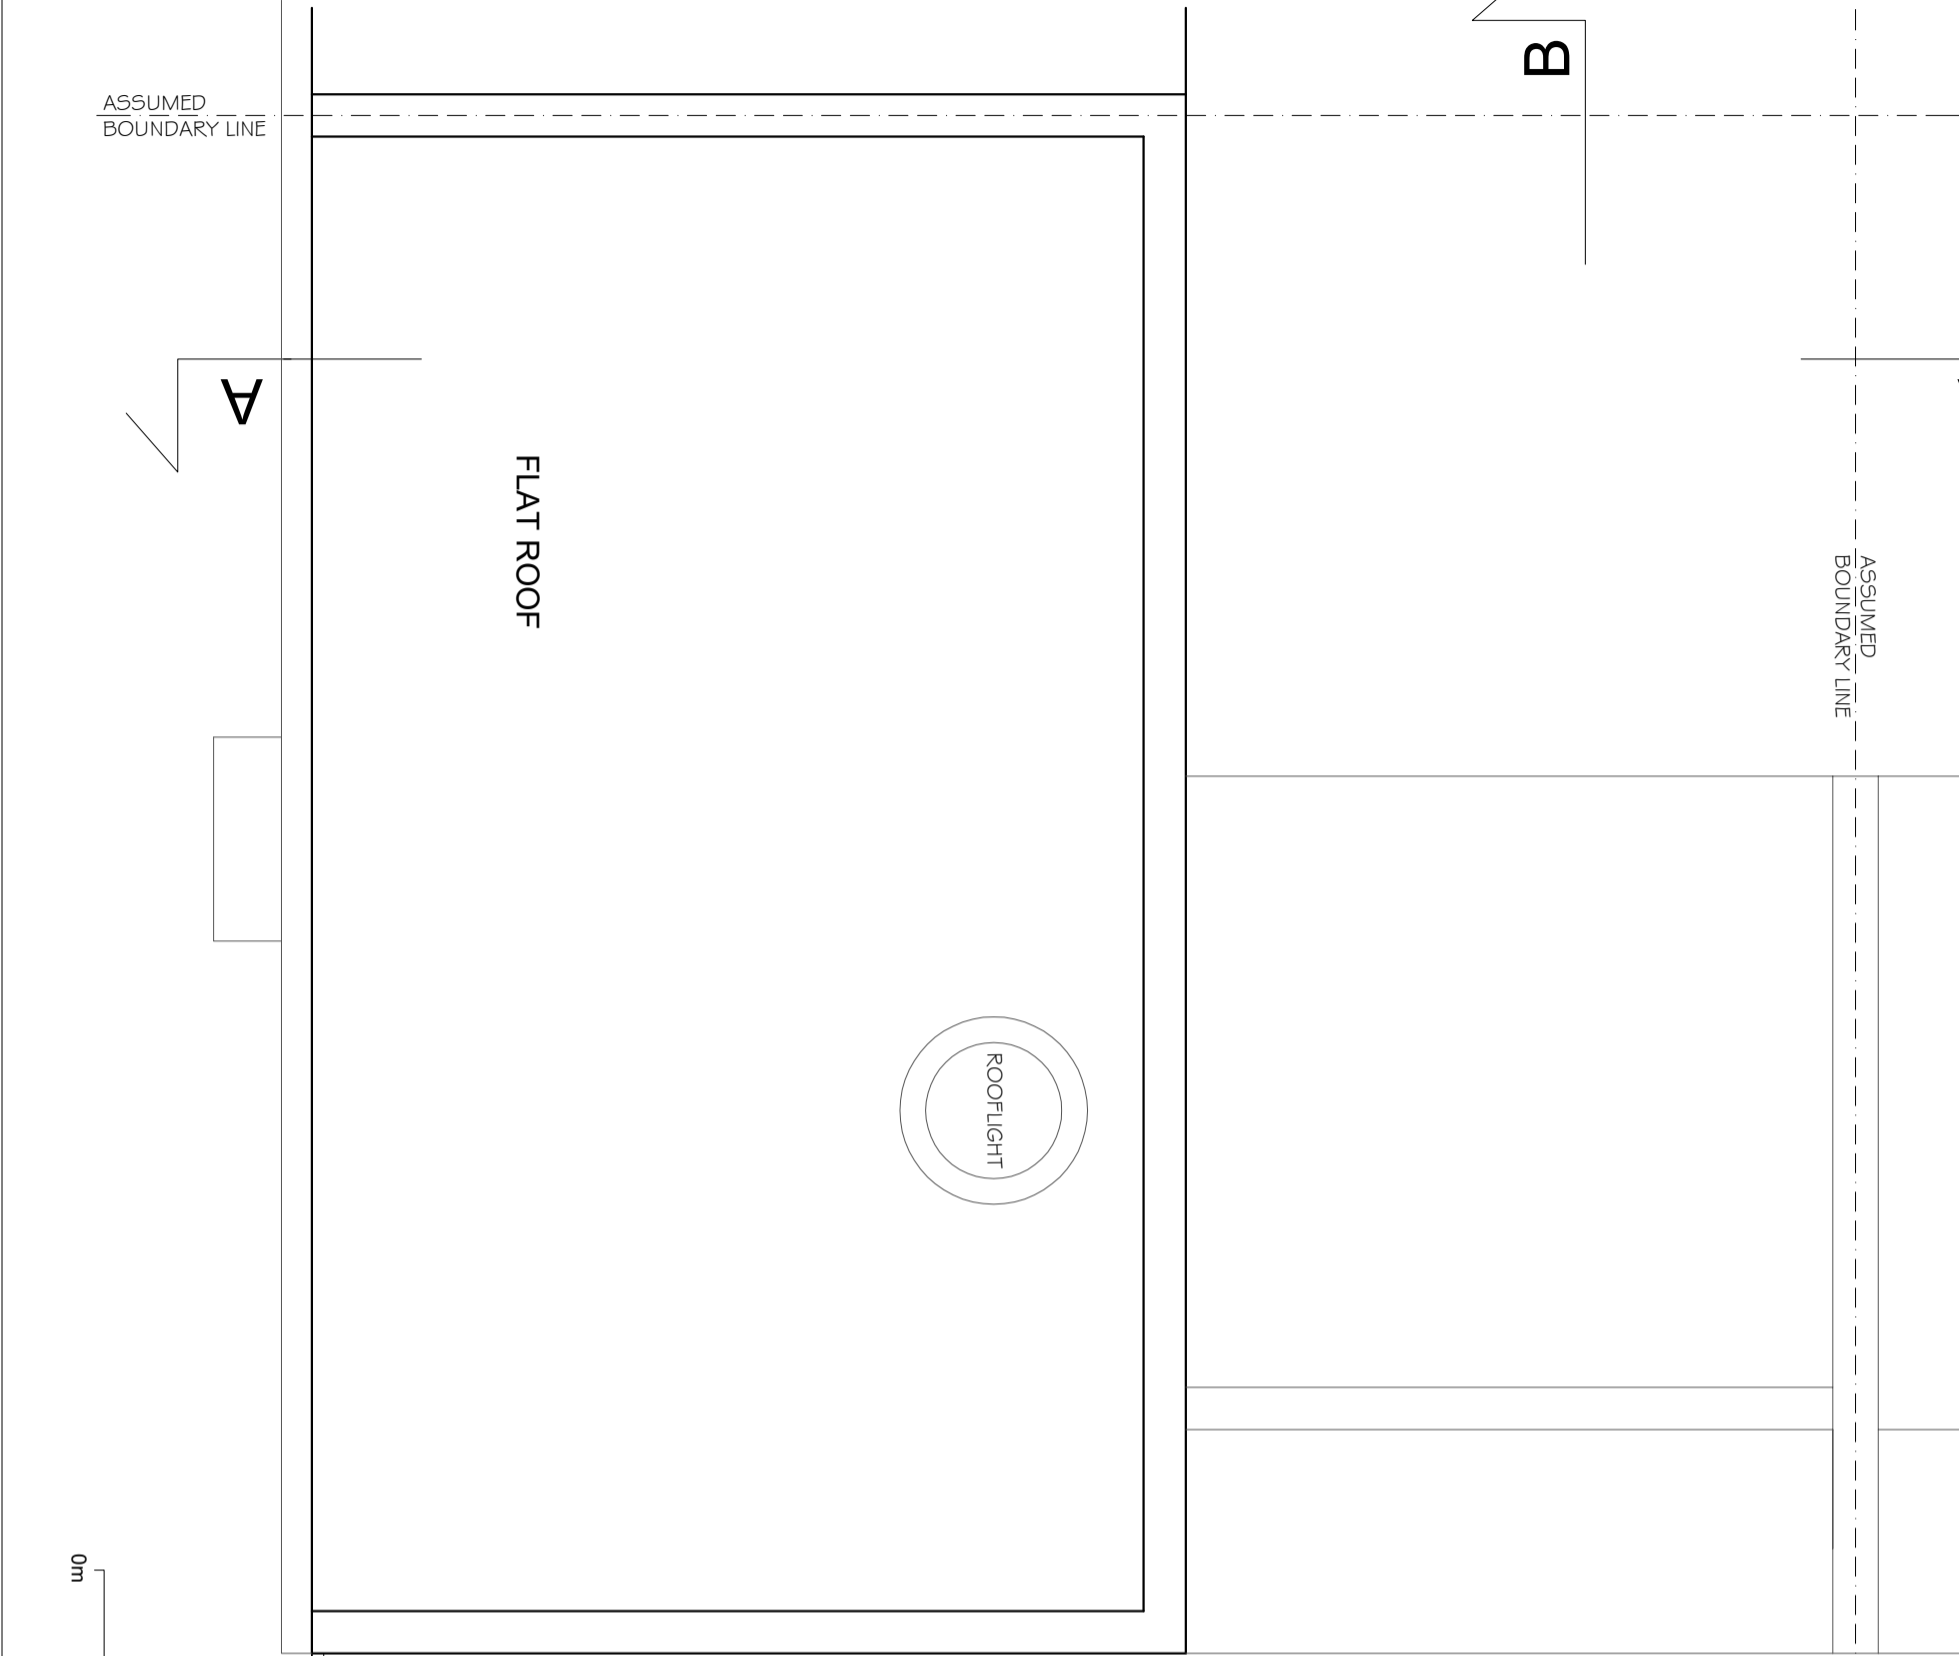 B
ASSUMED
BOUNDARY LINE
A
FLAT ROOF
ASSUMED
BOUNDARY LINE
ROOFLIGHT
0m